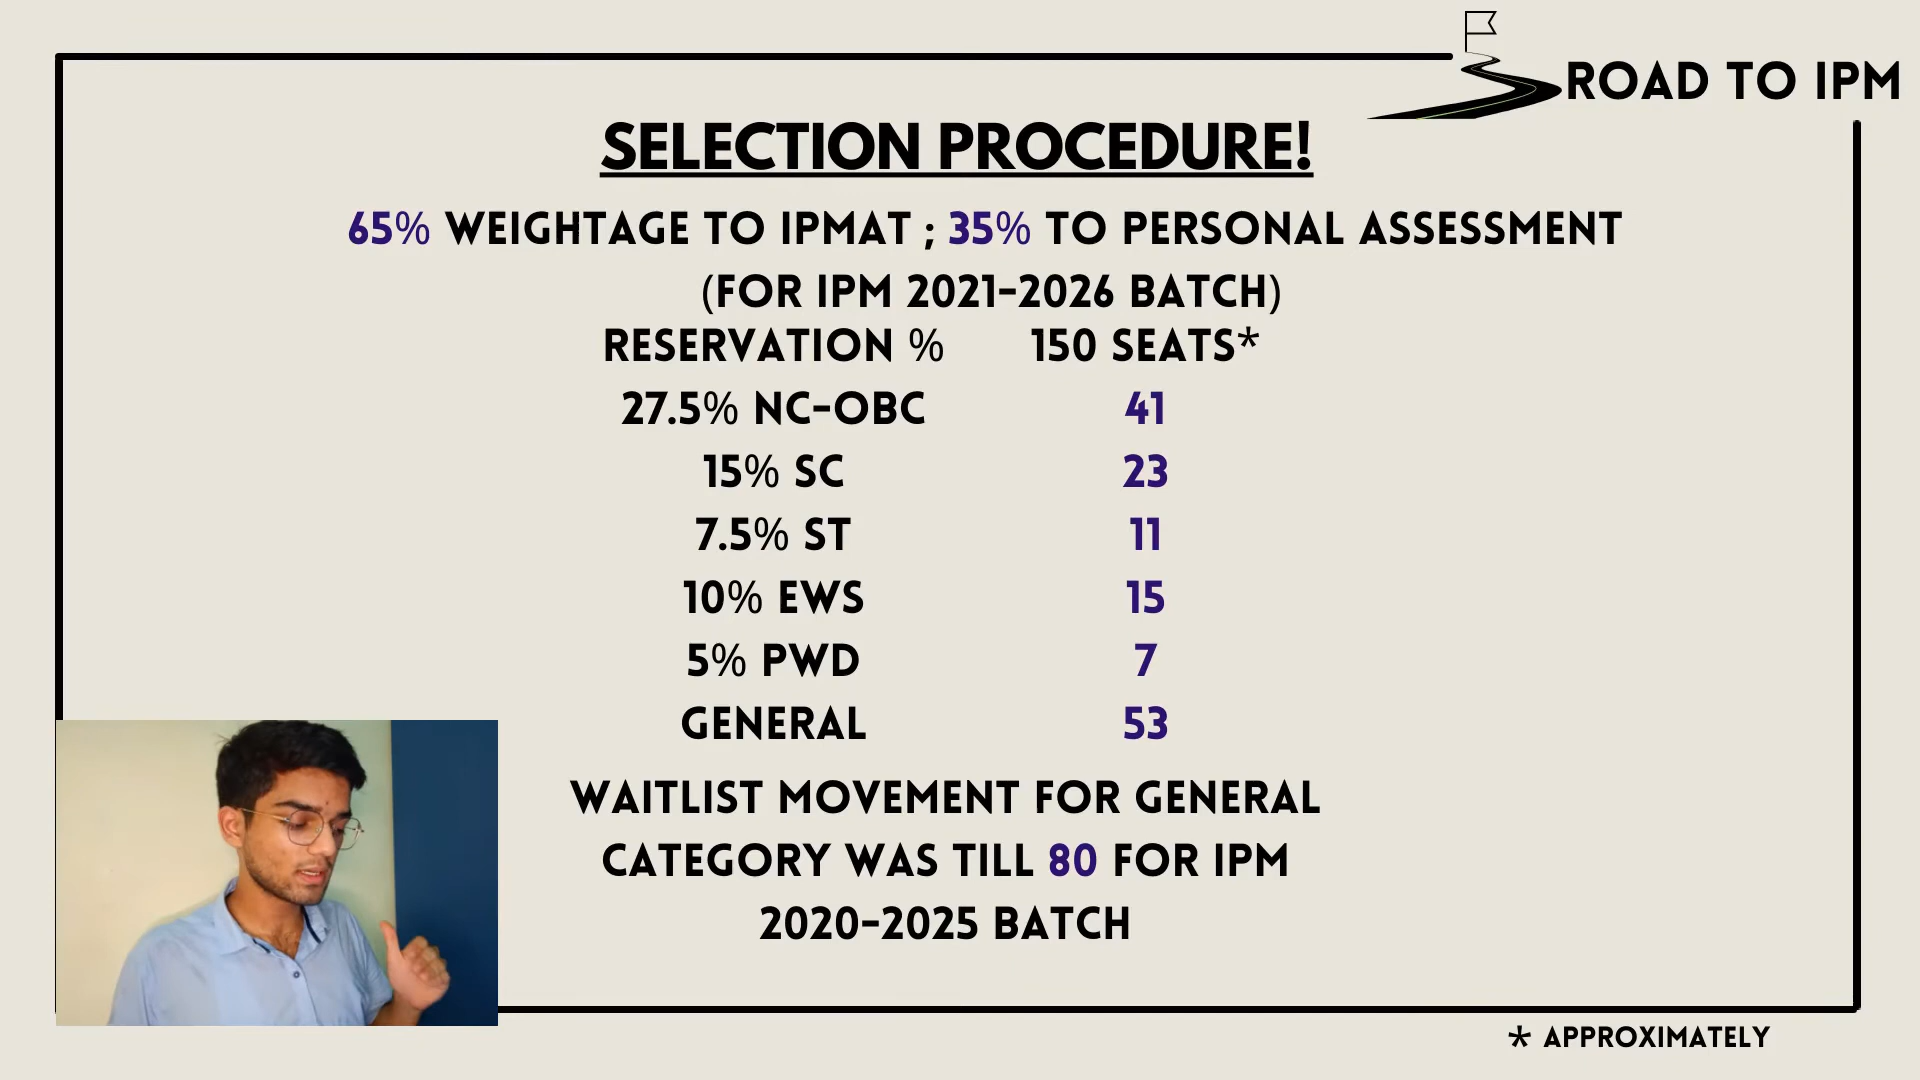 ROAD TO IPM
SELECTION PROCEDURE!
65% WEIGHTAGE TO IPMAT ; 35% TO PERSONAL ASSESSMENT
(FOR IPM 2021-2026 BATCH)
RESERVATION % 150 SEATS*
27.5% NC-OBC 41
15% SC 23
7.5% ST 11
10% EWS 15
5% PWD 7
GENERAL 53
WAITLIST MOVEMENT FOR GENERAL
CATEGORY WAS TILL 80 FOR IPM
2020-2025 BATCH
* APPROXIMATELY